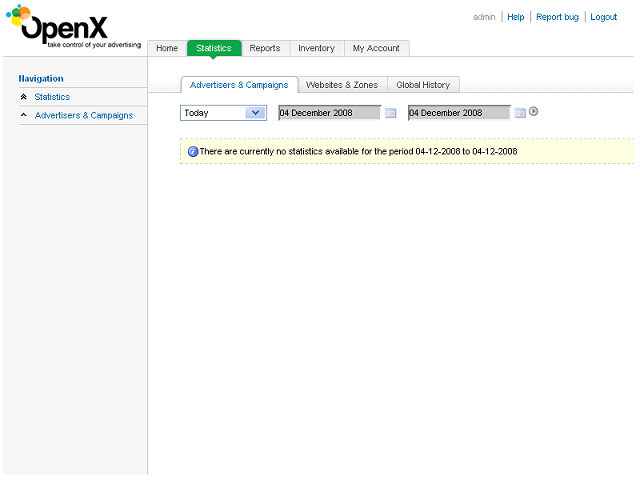 OpenX
take control of your advertising
admin Help Report bug Logout
Home Statistics Reports Inventory My Account
Navigation
Statistics
Advertisers & Campaigns
Advertisers & Campaigns Websites & Zones Global History
Today 04 December 2008 04 December 2008
There are currently no statistics available for the period 04-12-2008 to 04-12-2008